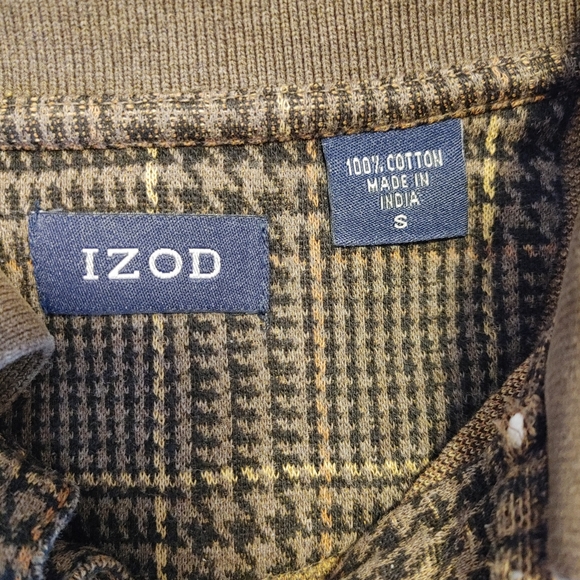 IZOD
100% COTTON
MADE IN
INDIA
S